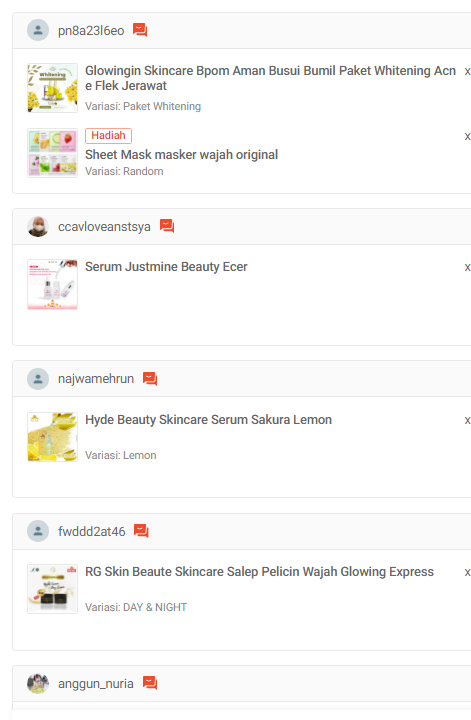 pn8a23l6eo
Whitening
Glowingin Skincare Bpom Aman Busui Bumil Paket Whitening Acn
e Flek Jerawat
x
Variasi: Paket Whitening
Hadiah
x
Sheet Mask masker wajah original
Variasi: Random
ccavloveanstsya
Serum Justmine Beauty Ecer
x
najwamehrun
Hyde Beauty Skincare Serum Sakura Lemon
x
Variasi: Lemon
fwddd2at46
RG Skin Beaute Skincare Salep Pelicin Wajah Glowing Express
x
Variasi: DAY & NIGHT
anggun_nuria